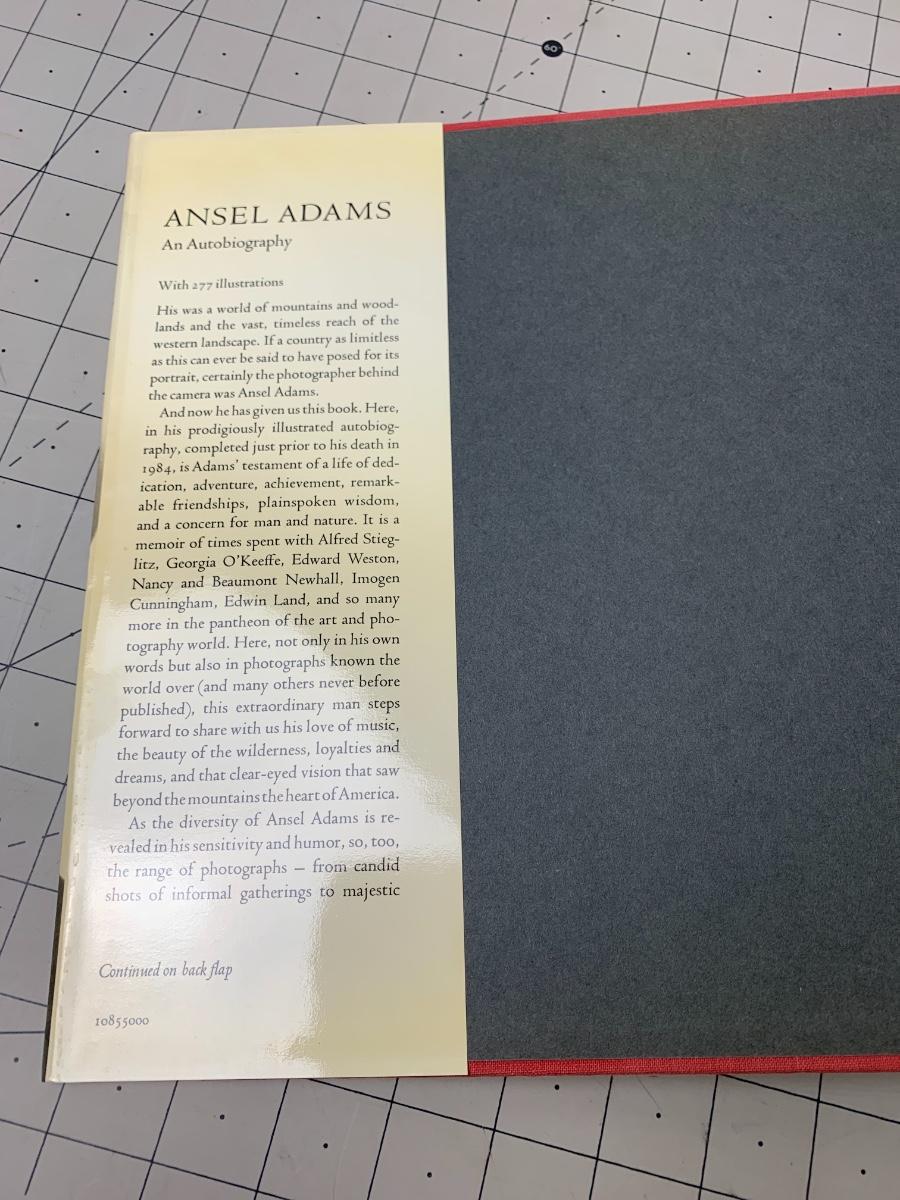 60°
ANSEL ADAMS
An Autobiography
With 277 illustrations
His was a world of mountains and wood-
lands and the vast, timeless reach of the
western landscape. If a country as limitless
as this can ever be said to have posed for its
portrait, certainly the photographer behind
the camera was Ansel Adams.
And now he has given us this book. Here,
in his prodigiously illustrated autobiog-
raphy, completed just prior to his death in
1984, is Adams' testament of a life of ded-
ication, adventure, achievement, remark-
able friendships, plainspoken wisdom,
and a concern for man and nature. It is a
memoir of times spent with Alfred Stieg-
litz, Georgia O'Keeffe, Edward Weston,
Nancy and Beaumont Newhall, Imogen
Cunningham, Edwin Land, and so many
more in the pantheon of the art and pho-
tography world. Here, not only in his own
words but also in photographs known the
world over (and many others never before
published), this extraordinary man steps
forward to share with us his love of music,
the beauty of the wilderness, loyalties and
dreams, and that clear-eyed vision that saw
beyond the mountains the heart of America.
As the diversity of Ansel Adams is re-
vealed in his sensitivity and humor, so, too,
the range of photographs – from candid
shots of informal gatherings to majestic
Continued on back flap
10855000